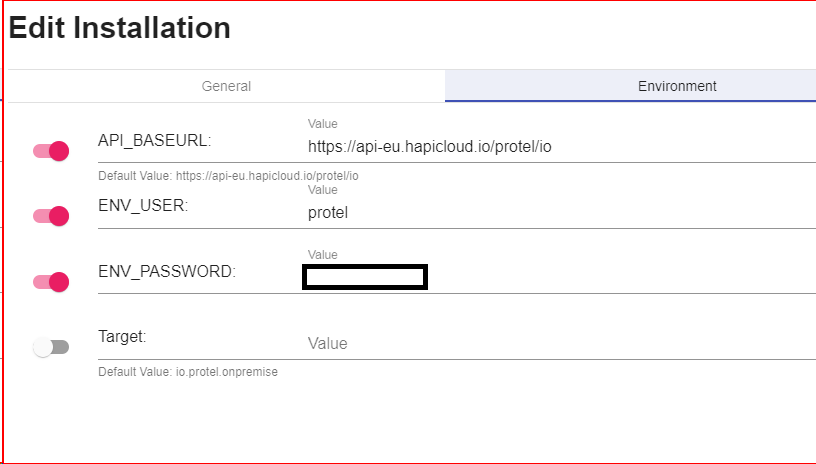 Edit Installation
General
Environment
API_BASEURL:
Value
https://api-eu.hapicloud.io/protel/io
Default Value: https://api-eu.hapicloud.io/protel/io
ENV_USER:
Value
protel
ENV_PASSWORD:
Value
Target:
Value
Default Value: io.protel.onpremise